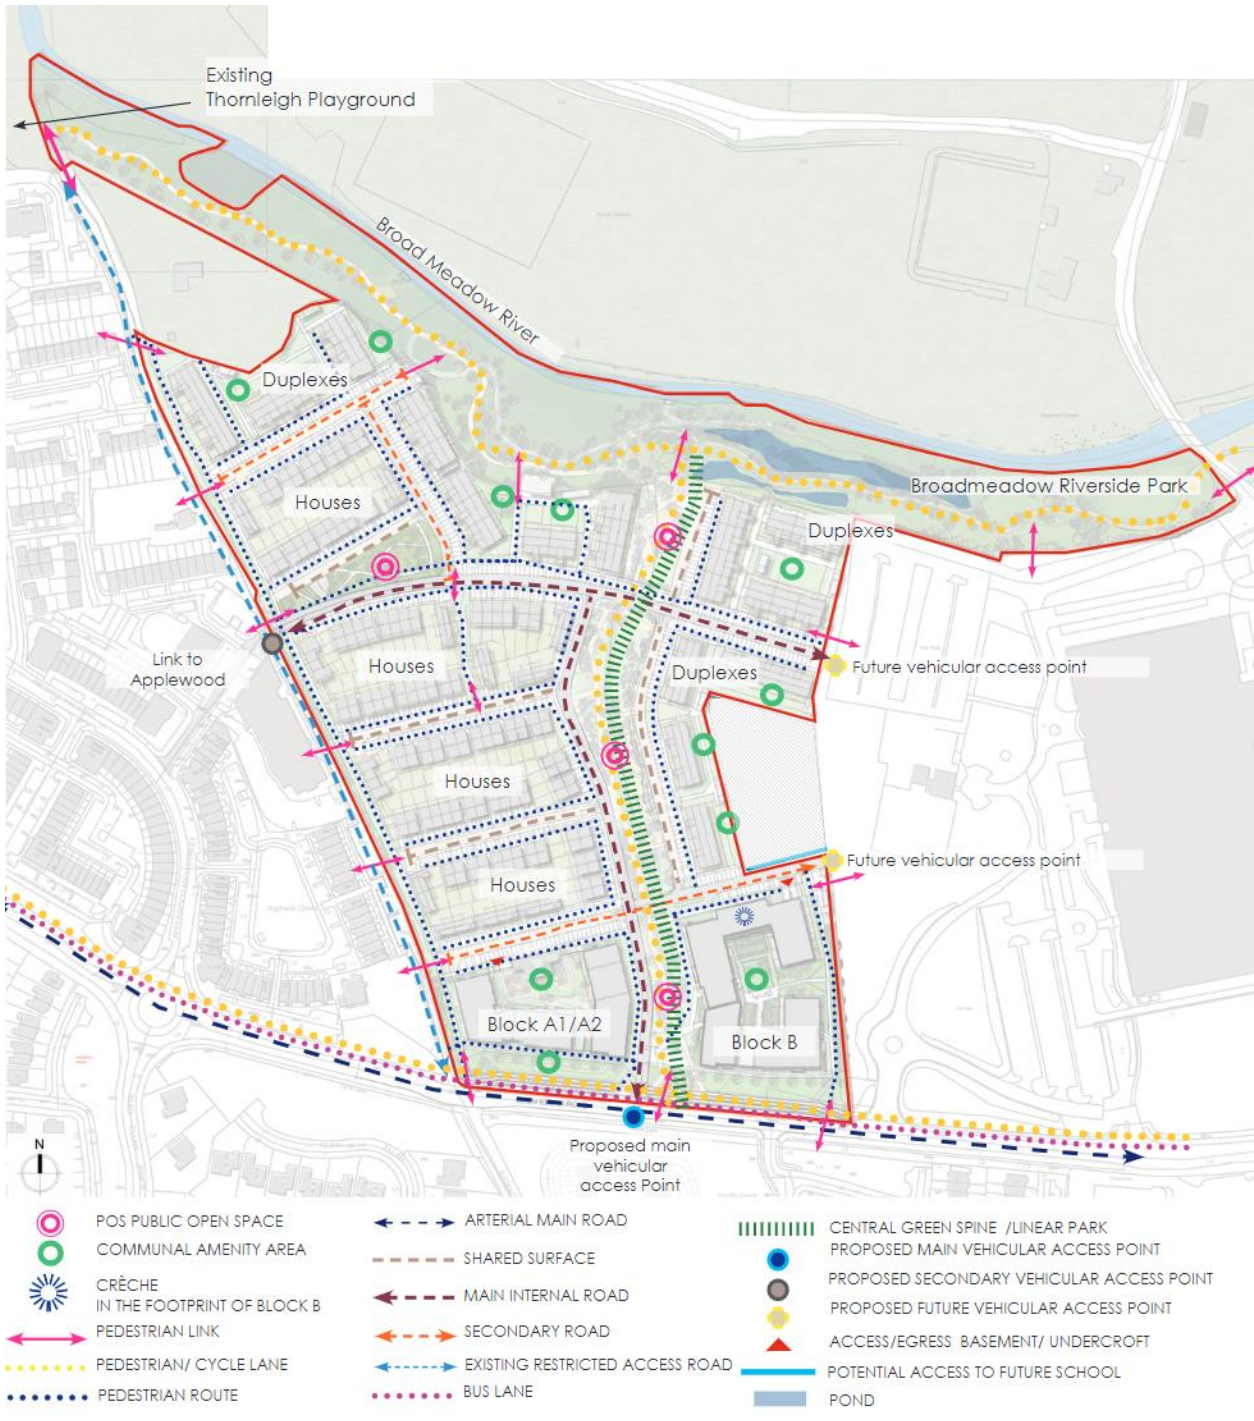 Existing
Thornleigh Playground
Broad Meadow River
Duplexes
Houses
Broadmeadow Riverside Park
Duplexes
Link to
Applewood
Houses
Duplexes
Future vehicular access point
Houses
Houses
Future vehicular access point
Block A1/A2
Block B
Proposed main
vehicular
access Point
N
POS PUBLIC OPEN SPACE
COMMUNAL AMENITY AREA
CRÈCHE
IN THE FOOTPRINT OF BLOCK B
PEDESTRIAN LINK
PEDESTRIAN/ CYCLE LANE
PEDESTRIAN ROUTE
ARTERIAL MAIN ROAD
SHARED SURFACE
MAIN INTERNAL ROAD
SECONDARY ROAD
EXISTING RESTRICTED ACCESS ROAD
BUS LANE
CENTRAL GREEN SPINE /LINEAR PARK
PROPOSED MAIN VEHICULAR ACCESS POINT
PROPOSED SECONDARY VEHICULAR ACCESS POINT
PROPOSED FUTURE VEHICULAR ACCESS POINT
ACCESS/EGRESS BASEMENT/ UNDERCROFT
POTENTIAL ACCESS TO FUTURE SCHOOL
POND